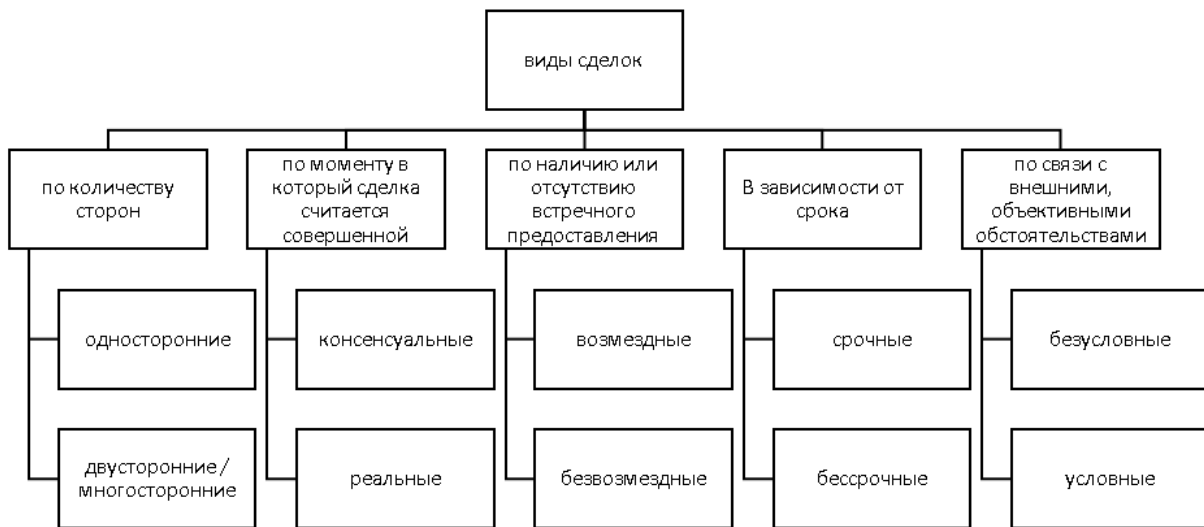 виды сделок
по количеству
сторон
по моменту в
который сделка
считается
совершенной
по наличию или
отсутствию
встречного
предоставления
В зависимости от
срока
по связи с
внешними,
объективными
обстоятельствами
односторонние
консенсуальные
возмездные
срочные
безусловные
двусторонние /
многосторонние
реальные
безвозмездные
бессрочные
условные